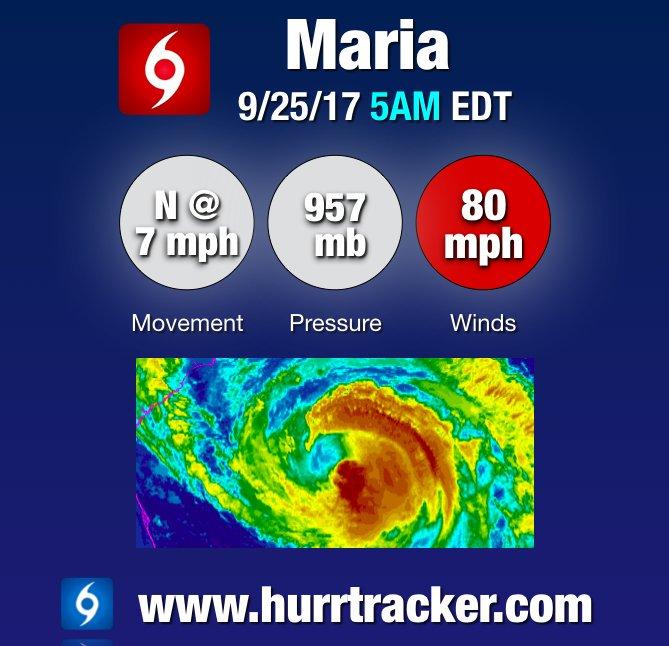 Maria
9/25/17 5AM EDT
N @
7 mph
957
mb
80
mph
Movement
Pressure
Winds
www.hurrtracker.com